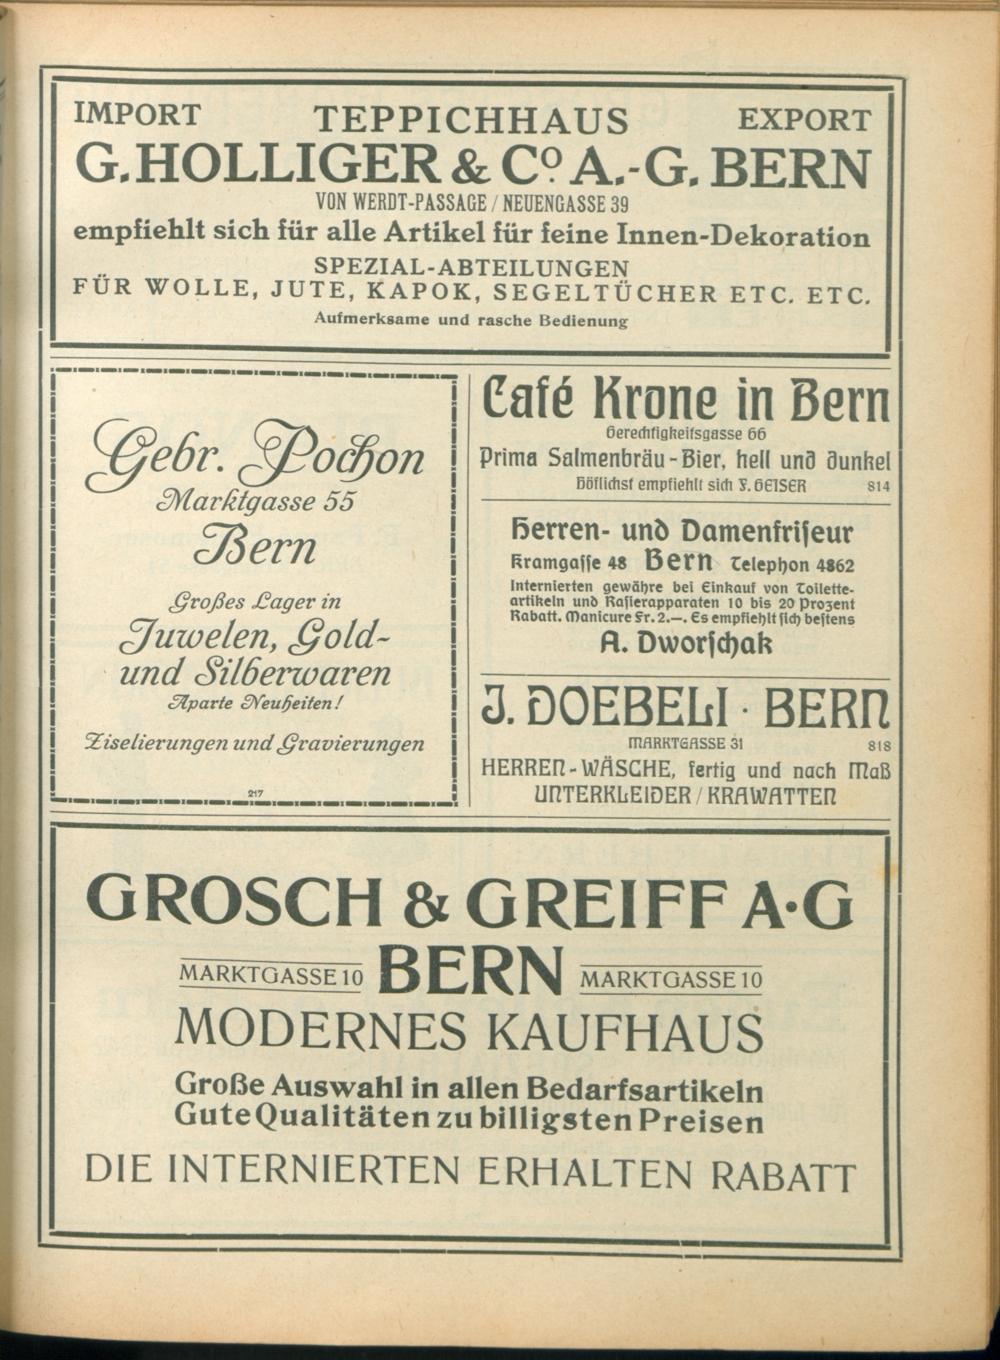 IMPORT TEPPICHHAUS EXPORT
G. HOLLIGER & Cº. A.-G. BERN
VON WERDT-PASSAGE / NEUENGASSE 39
empfiehlt sich für alle Artikel für feine Innen-Dekoration
SPEZIAL-ABTEILUNGEN
FÜR WOLLE, JUTE, KAPOK, SEGELTÜCHER ETC. ETC.
Aufmerksame und rasche Bedienung
Gebr. Pochon
Marktgasse 55
Bern
Großes Lager in
Juwelen, Gold-
und Silberwaren
Aparte Neuheiten!
Ziselierungen und Gravierungen
217
Café Krone in Bern
Gerechtigkeitsgasse 66
Prima Salmenbräu-Bier, hell und dunkel
Höflichst empfiehlt sich F. GEISER 814
Herren- und Damenfriseur
Kramgasse 48 Bern Telephon 4862
Internierten gewähre bei Einkauf von Toilette-
artikeln und Rasierapparaten 10 bis 20 Prozent
Rabatt. Manicure Fr. 2.—. Es empfiehlt sich bestens
A. Dworschak
J. DOEBELI · BERN
MARKTGASSE 31 818
HERREN-WÄSCHE, fertig und nach Maß
UNTERKLEIDER / KRAWATTEN
GROSCH & GREIFF A·G
MARKTGASSE 10 BERN MARKTGASSE 10
MODERNES KAUFHAUS
Große Auswahl in allen Bedarfsartikeln
Gute Qualitäten zu billigsten Preisen
DIE INTERNIERTEN ERHALTEN RABATT